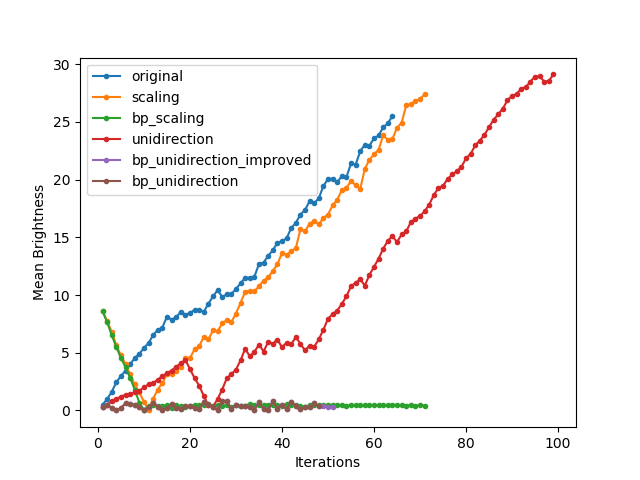 30
25
20
15
10
5
0
Mean Brightness
original
scaling
bp_scaling
unidirection
bp_unidirection_improved
bp_unidirection
0 20 40 60 80 100
Iterations